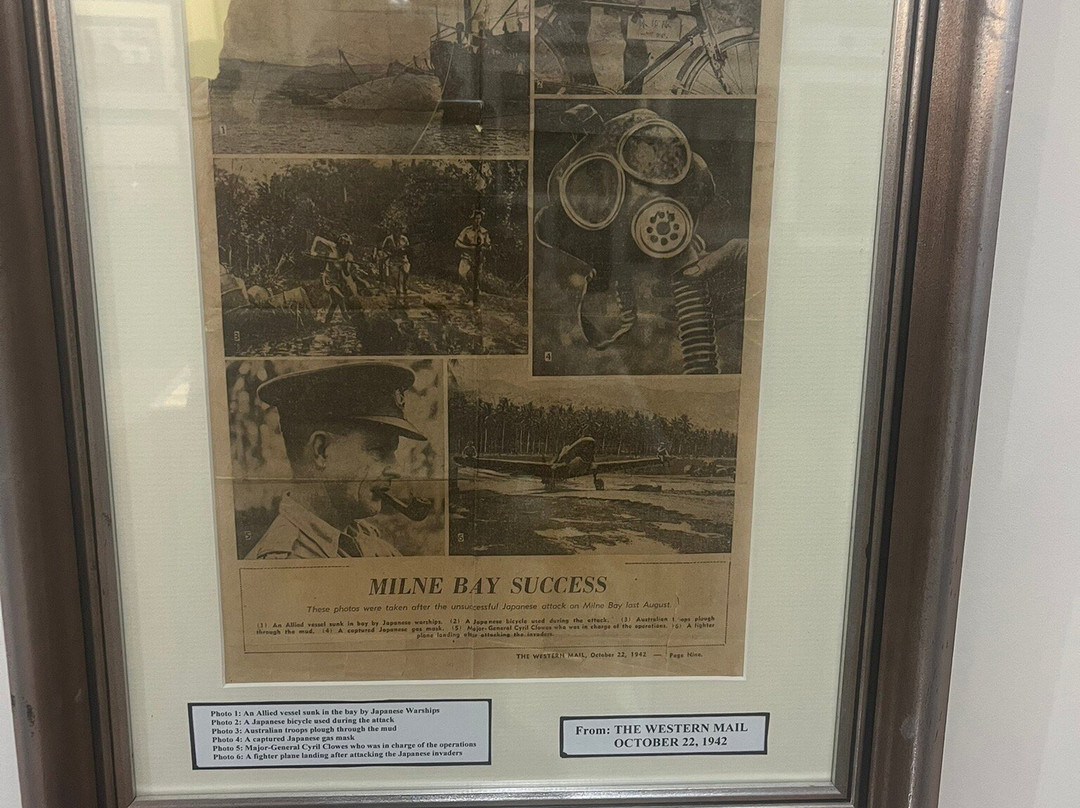 1
2
3
4
5
6
MILNE BAY SUCCESS
These photos were taken after the unsuccessful Japanese attack on Milne Bay last August.
(1) An Allied vessel sunk in bay by Japanese warships. (2) A Japanese bicycle used during the attack. (3) Australian troops plough
through the mud. (4) A captured Japanese gas mask. (5) Major-General Cyril Clowes who was in charge of the operations. (6) A fighter
plane landing after attacking the invaders.
THE WESTERN MAIL, October 22, 1942 — Page Nine.
Photo 1: An Allied vessel sunk in the bay by Japanese Warships
Photo 2: A Japanese bicycle used during the attack
Photo 3: Australian troops plough through the mud
Photo 4: A captured Japanese gas mask
Photo 5: Major-General Cyril Clowes who was in charge of the operations
Photo 6: A fighter plane landing after attacking the Japanese invaders
From: THE WESTERN MAIL
OCTOBER 22, 1942